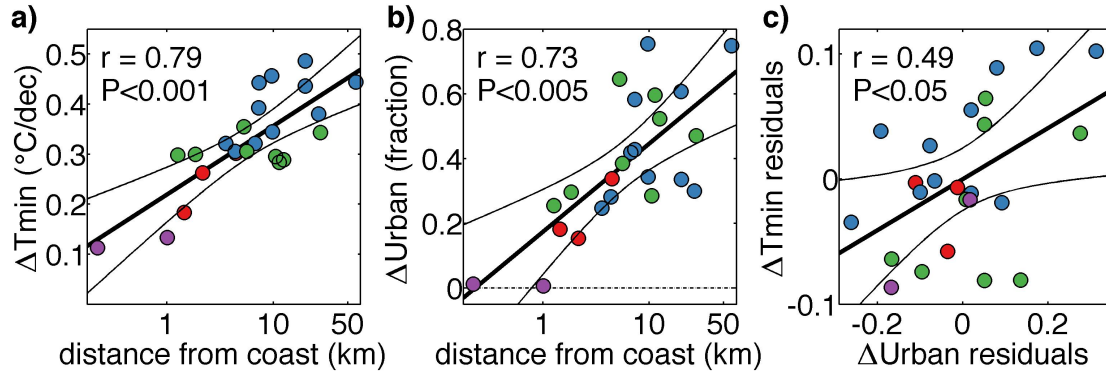 a)
r = 0.79
P<0.001
ΔTmin (°C/dec)
0.5
0.4
0.3
0.2
0.1
1 10 50
distance from coast (km)
b)
r = 0.73
P<0.005
ΔUrban (fraction)
0.8
0.6
0.4
0.2
0
1 10 50
distance from coast (km)
c)
r = 0.49
P<0.05
ΔTmin residuals
0.1
0
-0.1
-0.2 0 0.2
ΔUrban residuals